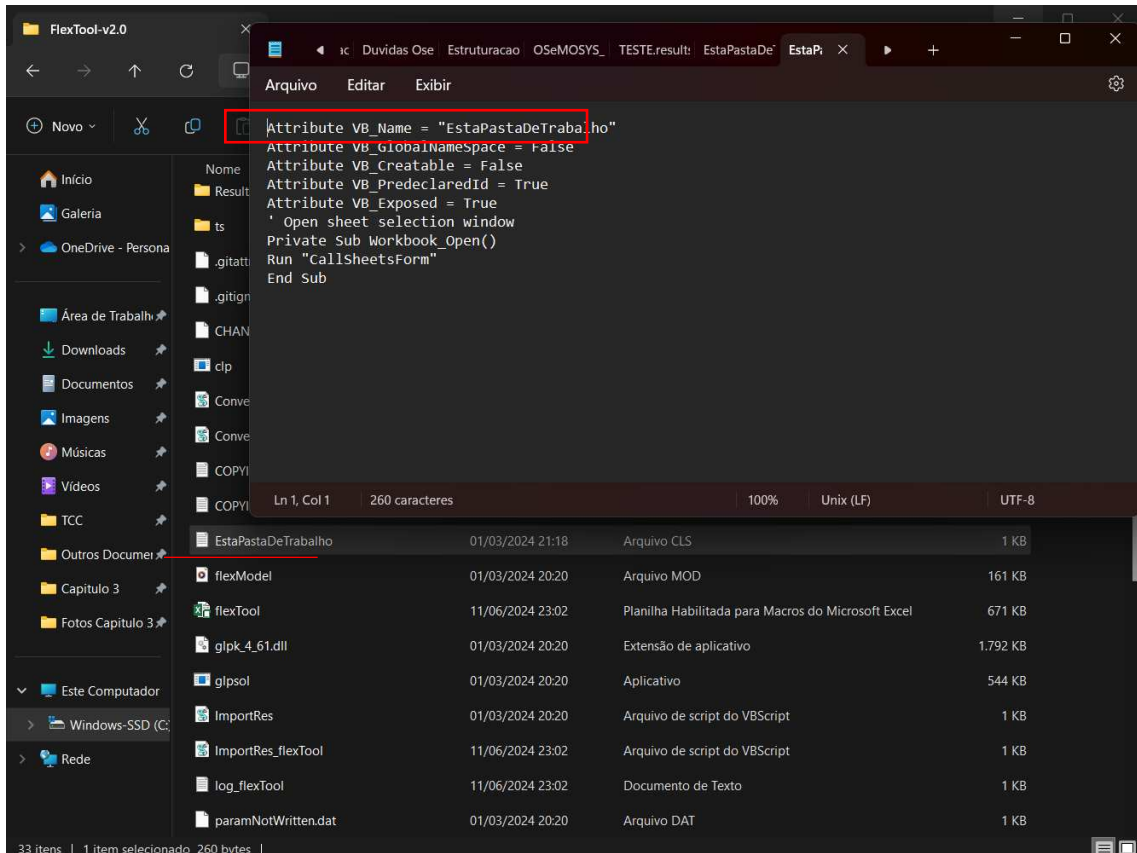 FlexTool-v2.0
Duvidas Ose
Estruturacao
OSeMOSYS_
TESTE.result
EstaPastaDe
EstaPa
Arquivo
Editar
Exibir
Novo
Attribute VB_Name = "EstaPastaDeTrabalho"
Attribute VB_GlobalNameSpace = False
Attribute VB_Creatable = False
Attribute VB_PredeclaredId = True
Attribute VB_Exposed = True
' Open sheet selection window
Private Sub Workbook_Open()
Run "CallSheetsForm"
End Sub
Ln 1, Col 1
260 caracteres
100%
Unix (LF)
UTF-8
Início
Galeria
OneDrive - Persona
Área de Trabalh
Downloads
Documentos
Imagens
Músicas
Vídeos
TCC
Outros Documen
Capitulo 3
Fotos Capitulo 3
Este Computador
Windows-SSD (C:)
Rede
Nome
Result
ts
.gitatt
.gitign
CHAN
clp
Conve
Conve
COPYI
COPYI
EstaPastaDeTrabalho 01/03/2024 21:18 Arquivo CLS 1 KB
flexModel 01/03/2024 20:20 Arquivo MOD 161 KB
flexTool 11/06/2024 23:02 Planilha Habilitada para Macros do Microsoft Excel 671 KB
glpk_4_61.dll 01/03/2024 20:20 Extensão de aplicativo 1.792 KB
glpsol 01/03/2024 20:20 Aplicativo 544 KB
ImportRes 01/03/2024 20:20 Arquivo de script do VBScript 1 KB
ImportRes_flexTool 11/06/2024 23:02 Arquivo de script do VBScript 1 KB
log_flexTool 11/06/2024 23:02 Documento de Texto 1 KB
paramNotWritten.dat 01/03/2024 20:20 Arquivo DAT 1 KB
33 itens | 1 item selecionado 260 bytes |